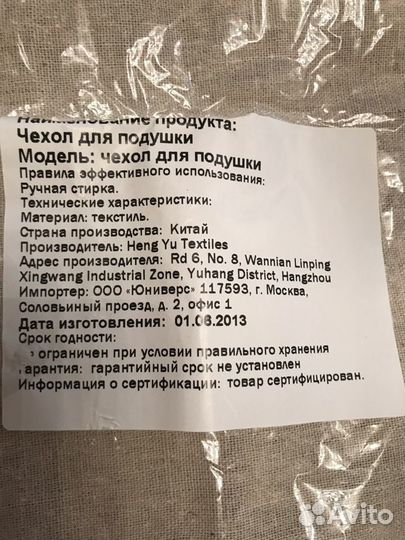 Наименование продукта:
Чехол для подушки
Модель: чехол для подушки
Правила эффективного использования:
Ручная стирка.
Технические характеристики:
Материал: текстиль.
Страна производства: Китай
Производитель: Heng Yu Textiles
Адрес производителя: Rd 6, No. 8, Wannian Linping
Xingwang Industrial Zone, Yuhang District, Hangzhou
Импортер: ООО «Юниверс» 117593, г. Москва,
Соловьиный проезд, д. 2, офис 1
Дата изготовления: 01.06.2013
Срок годности:
ограничен при условии правильного хранения
арантия: гарантийный срок не установлен
Информация о сертификации: товар сертифицирован.
Avito